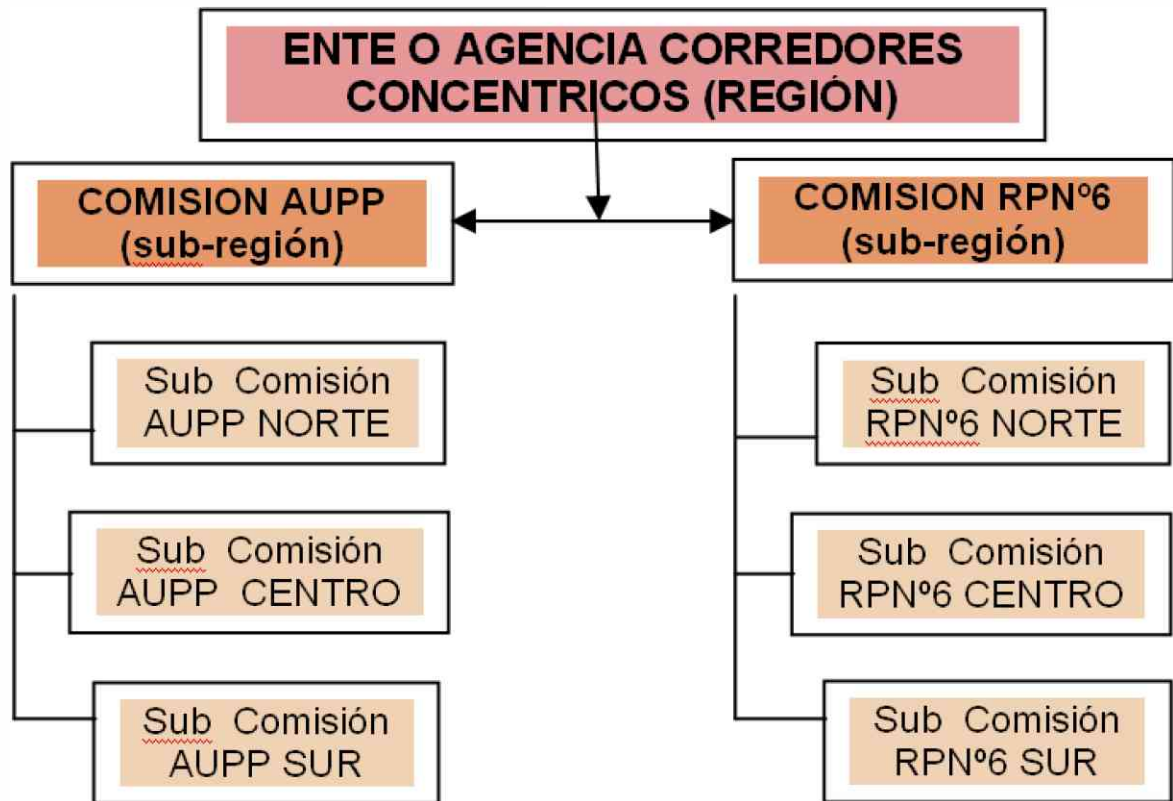 ENTE O AGENCIA CORREDORES
CONCENTRICOS (REGIÓN)
COMISION AUPP
(sub-región)
COMISION RPNº6
(sub-región)
Sub Comisión
AUPP NORTE
Sub Comisión
AUPP CENTRO
Sub Comisión
AUPP SUR
Sub Comisión
RPNº6 NORTE
Sub Comisión
RPNº6 CENTRO
Sub Comisión
RPNº6 SUR